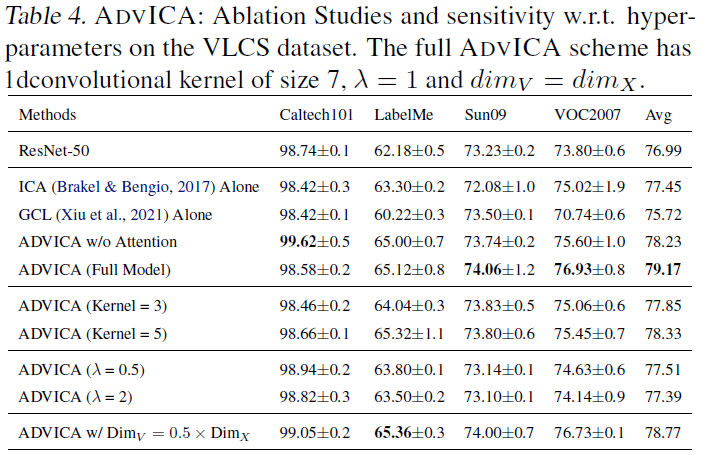 Table 4. ADVICA: Ablation Studies and sensitivity w.r.t. hyper-
parameters on the VLCS dataset. The full ADVICA scheme has
1dconvolutional kernel of size 7, λ = 1 and dim_V = dim_X.
Methods Caltech101 LabelMe Sun09 VOC2007 Avg
ResNet-50 98.74±0.1 62.18±0.5 73.23±0.2 73.80±0.6 76.99
ICA (Brakel & Bengio, 2017) Alone 98.42±0.3 63.30±0.2 72.08±1.0 75.02±1.9 77.45
GCL (Xiu et al., 2021) Alone 98.42±0.1 60.22±0.3 73.50±0.1 70.74±0.6 75.72
ADVICA w/o Attention 99.62±0.5 65.00±0.7 73.74±0.2 75.60±1.0 78.23
ADVICA (Full Model) 98.58±0.2 65.12±0.8 74.06±1.2 76.93±0.8 79.17
ADVICA (Kernel = 3) 98.46±0.2 64.04±0.3 73.83±0.5 75.06±0.6 77.85
ADVICA (Kernel = 5) 98.66±0.1 65.32±1.1 73.80±0.6 75.45±0.7 78.33
ADVICA (λ = 0.5) 98.94±0.2 63.80±0.1 73.14±0.1 74.63±0.6 77.51
ADVICA (λ = 2) 98.82±0.3 63.50±0.2 73.10±0.1 74.14±0.9 77.39
ADVICA w/ Dim_V = 0.5 × Dim_X 99.05±0.2 65.36±0.3 74.00±0.7 76.73±0.1 78.77